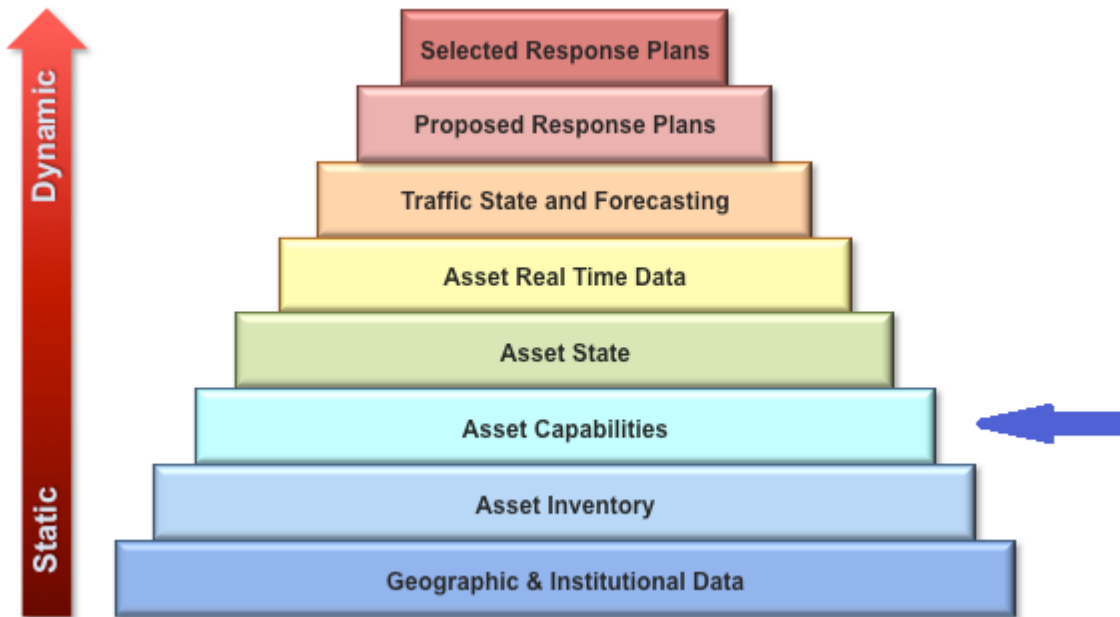 Dynamic
Static
Selected Response Plans
Proposed Response Plans
Traffic State and Forecasting
Asset Real Time Data
Asset State
Asset Capabilities
Asset Inventory
Geographic & Institutional Data